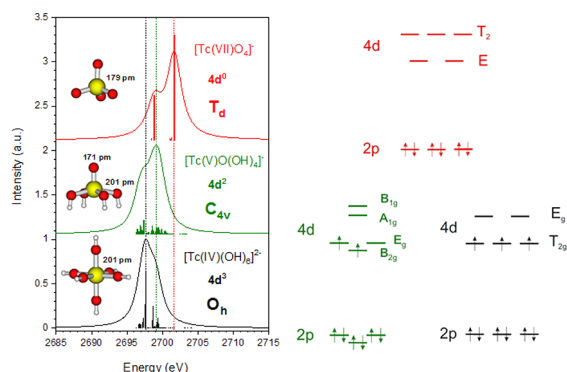 3.5
3
2.5
2
1.5
1
0.5
0
Intensity (a.u.)
2685 2690 2695 2700 2705 2710 2715
Energy (eV)
179 pm
[Tc(VII)O₄]⁻
4d⁰
T_d
171 pm
201 pm
[Tc(V)O(OH)₄]⁻
4d²
C₄ᵥ
201 pm
[Tc(IV)(OH)₆]²⁻
4d³
Oₕ
4d
T₂
E
2p
4d
B₁g
A₁g
Eg
B₂g
2p
4d
Eg
T₂g
2p